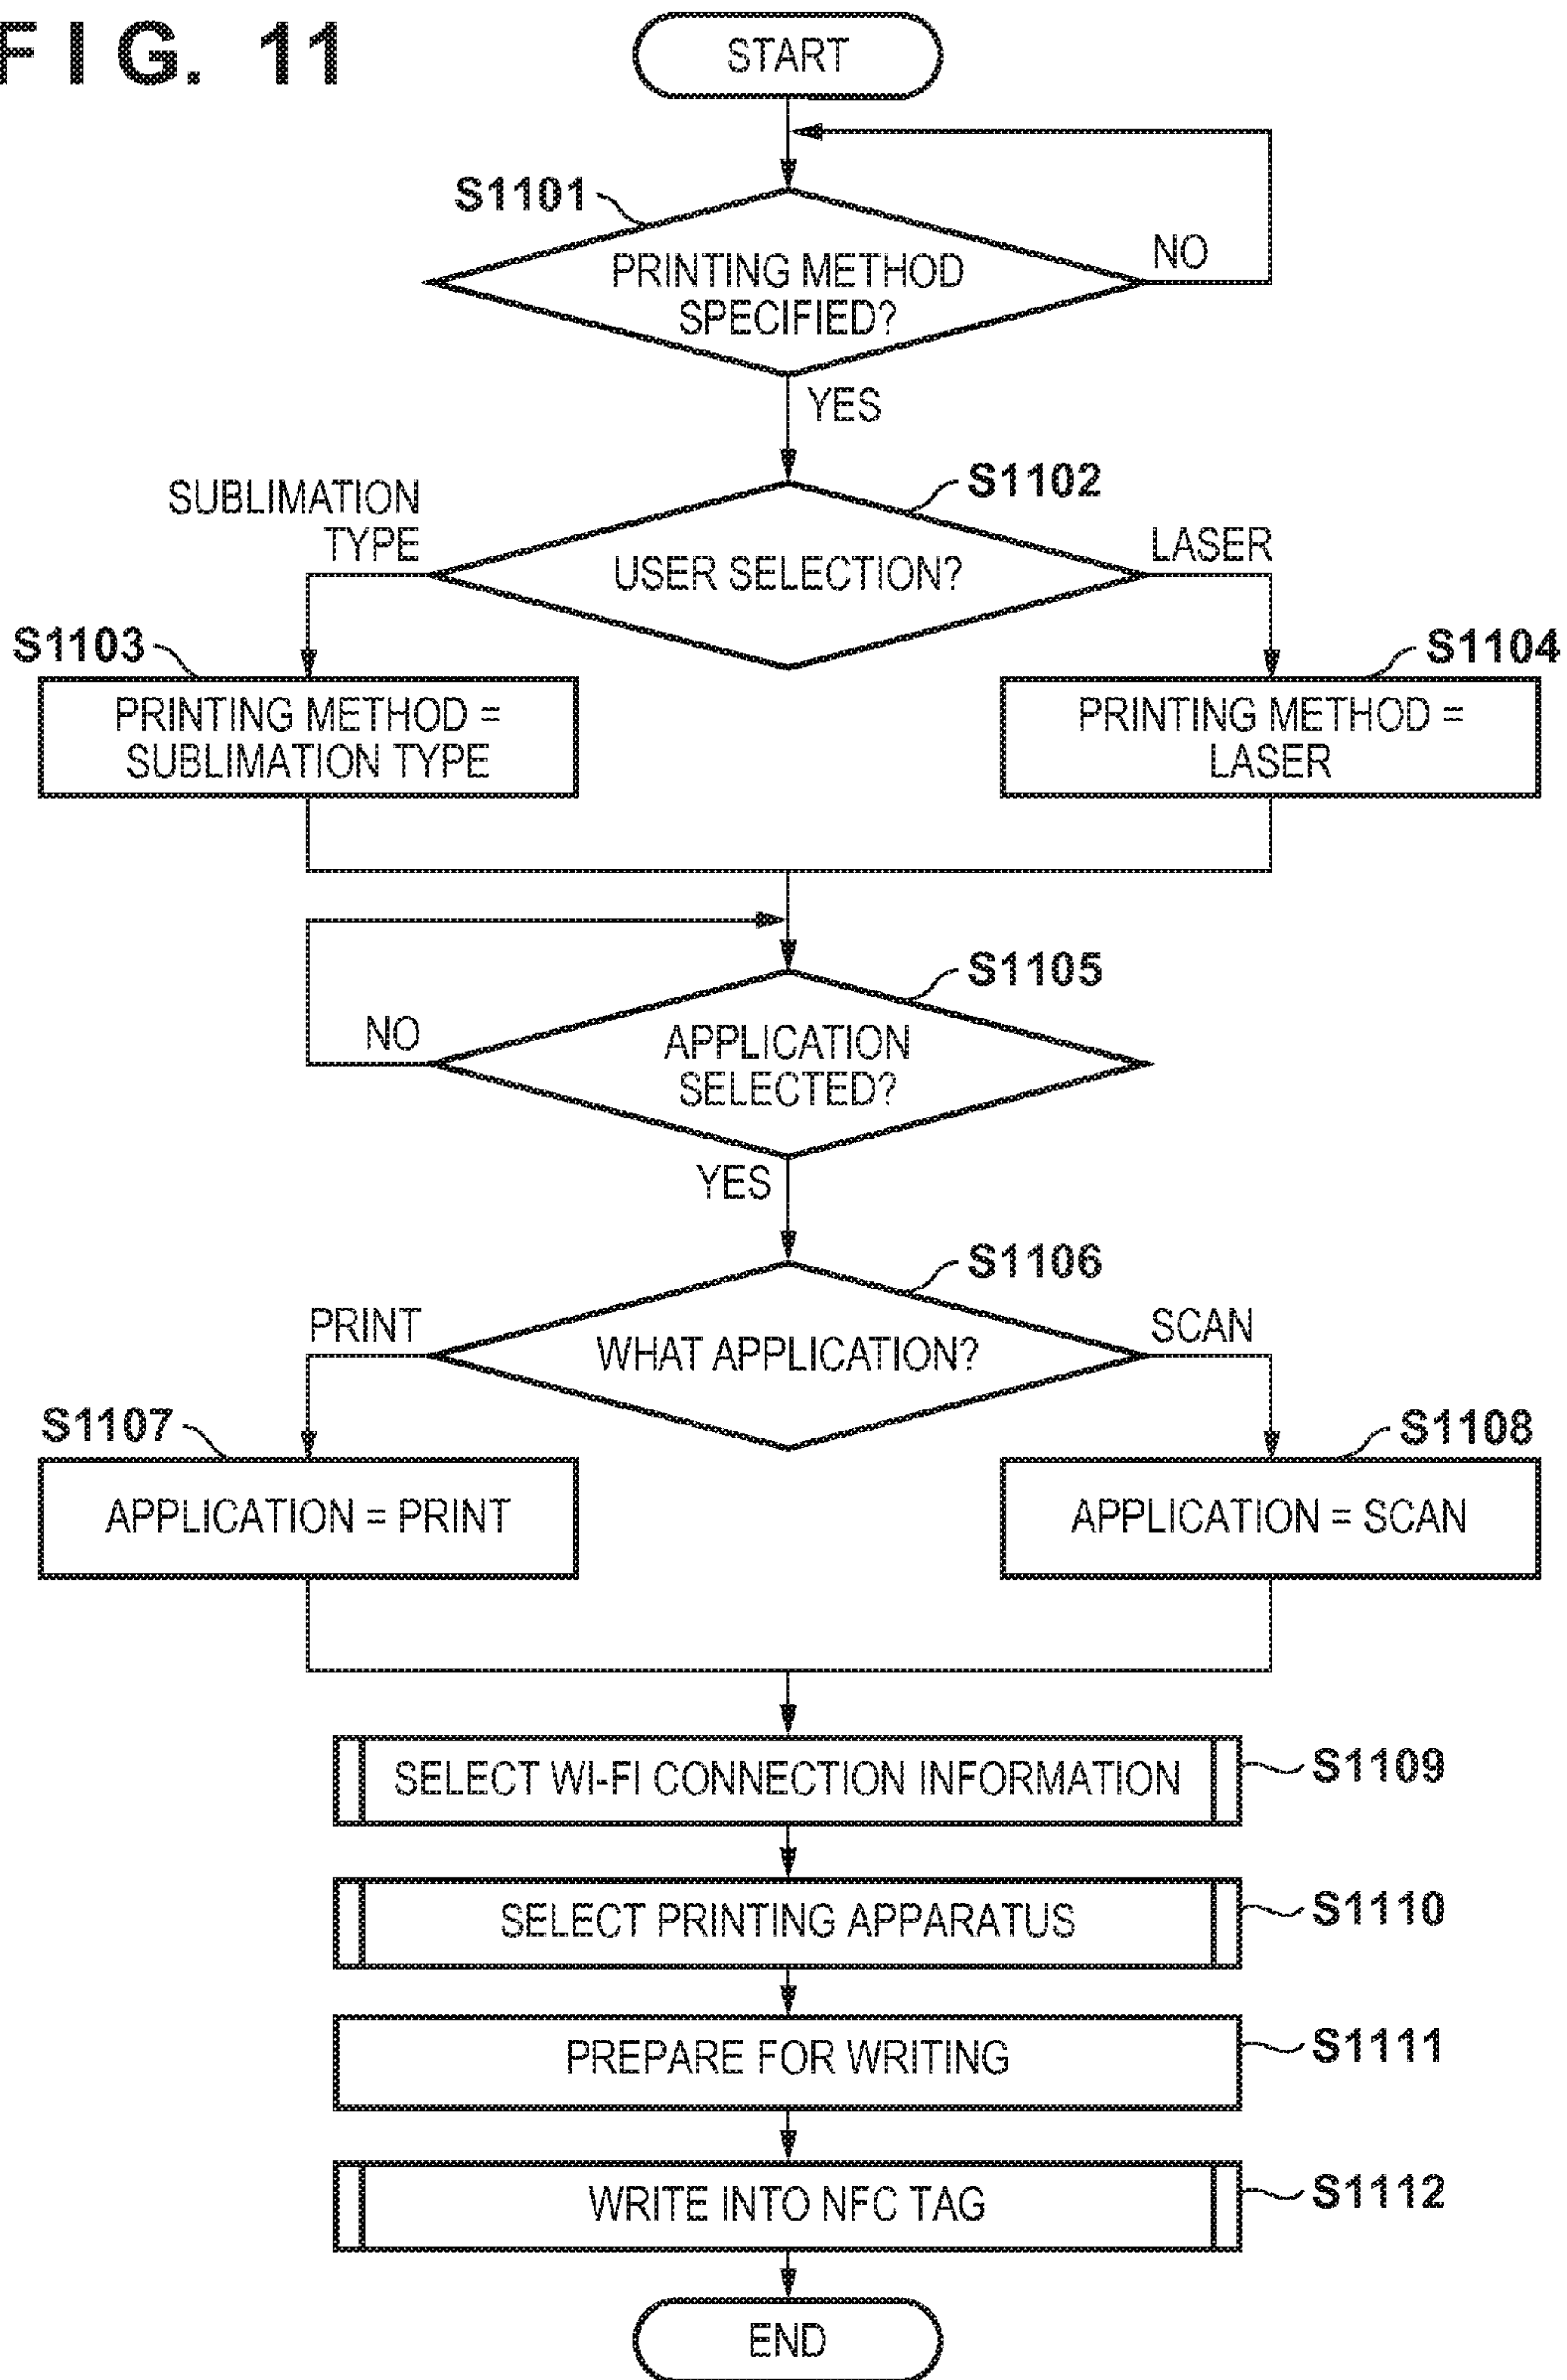 FIG. 11
START
S1101
PRINTING METHOD
SPECIFIED?
NO
YES
S1102
SUBLIMATION
TYPE
USER SELECTION?
LASER
S1103
S1104
PRINTING METHOD =
SUBLIMATION TYPE
PRINTING METHOD =
LASER
S1105
NO
APPLICATION
SELECTED?
YES
S1106
PRINT
WHAT APPLICATION?
SCAN
S1107
S1108
APPLICATION = PRINT
APPLICATION = SCAN
SELECT WI-FI CONNECTION INFORMATION
S1109
SELECT PRINTING APPARATUS
S1110
PREPARE FOR WRITING
S1111
WRITE INTO NFC TAG
S1112
END